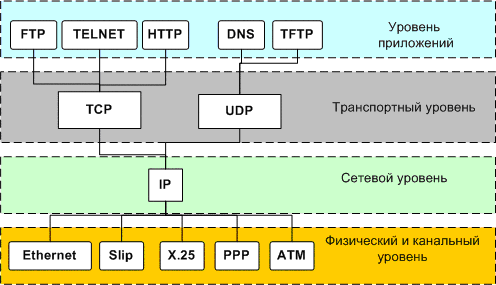 FTP TELNET HTTP DNS TFTP
Уровень
приложений
TCP UDP
Транспортный уровень
IP
Сетевой уровень
Физический и канальный
уровень
Ethernet Slip X.25 PPP ATM